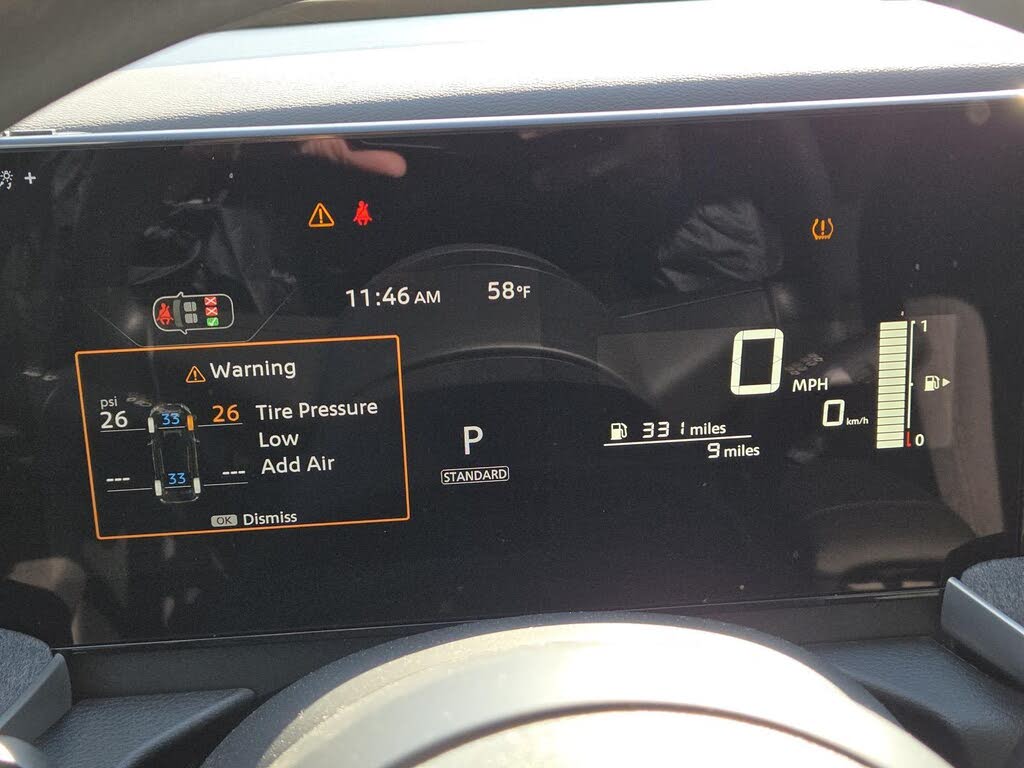 11:46 AM
58°F
Warning
psi
26
33
26
Tire Pressure
Low
Add Air
---
33
---
OK Dismiss
P
STANDARD
0 MPH
0 km/h
331 miles
9 miles
1
0